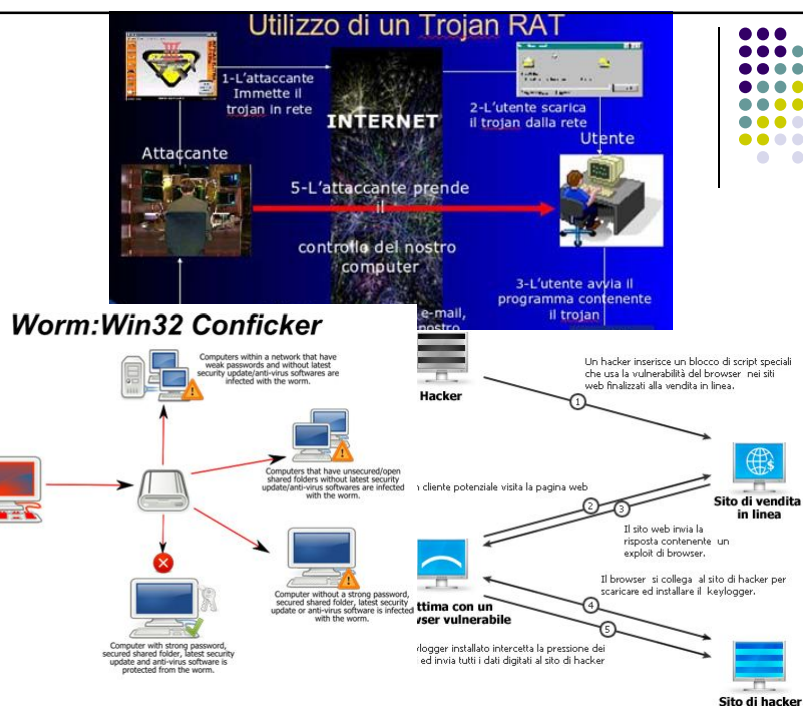 Utilizzo di un Trojan RAT
1-L'attaccante
Immette il
trojan in rete
INTERNET
2-L'utente scarica
il trojan dalla rete
Utente
Attaccante
5-L'attaccante prende
il
controllo del nostro
computer
3-L'utente avvia il
programma contenente
il trojan
e-mail,
nostro
Worm:Win32 Conficker
Computers within a network that have
weak passwords and without latest
security update/anti-virus softwares are
infected with the worm.
Computers that have unsecured/open
shared folders without latest security
update/anti-virus softwares are infected
with the worm.
Computer without a strong password,
secured shared folder, latest security
update or anti-virus software is infected
with the worm.
Computer with strong password,
secured shared folder, latest security
update and anti-virus software is
protected from the worm.
Hacker
Un hacker inserisce un blocco di script speciali
che usa la vulnerabilità del browser nei siti
web finalizzati alla vendita in linea.
1
n cliente potenziale visita la pagina web
2
3
Sito di vendita
in linea
Il sito web invia la
risposta contenente un
exploit di browser.
Il browser si collega al sito di hacker per
scaricare ed installare il keylogger.
ttima con un
wser vulnerabile
4
5
ylogger installato intercetta la pressione dei
ed invia tutti i dati digitati al sito di hacker
Sito di hacker